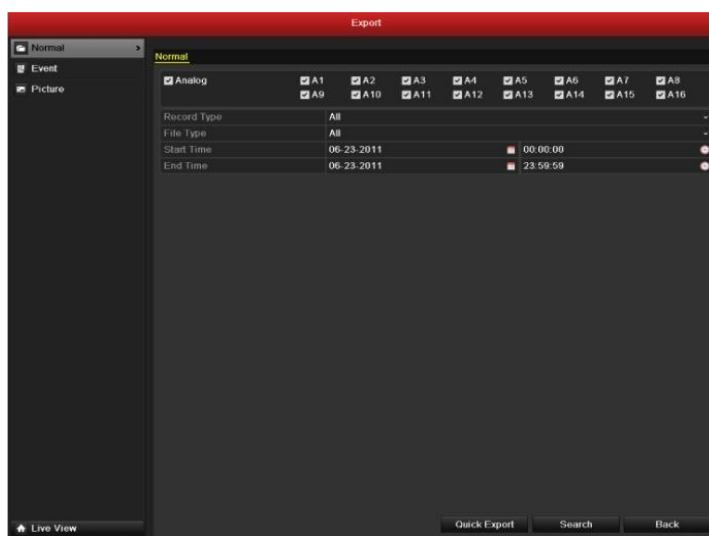 Export
Normal
Event
Picture
Normal
Analog A1 A2 A3 A4 A5 A6 A7 A8
A9 A10 A11 A12 A13 A14 A15 A16
Record Type All
File Type All
Start Time 06-23-2011 00:00:00
End Time 06-23-2011 23:59:59
Live View Quick Export Search Back